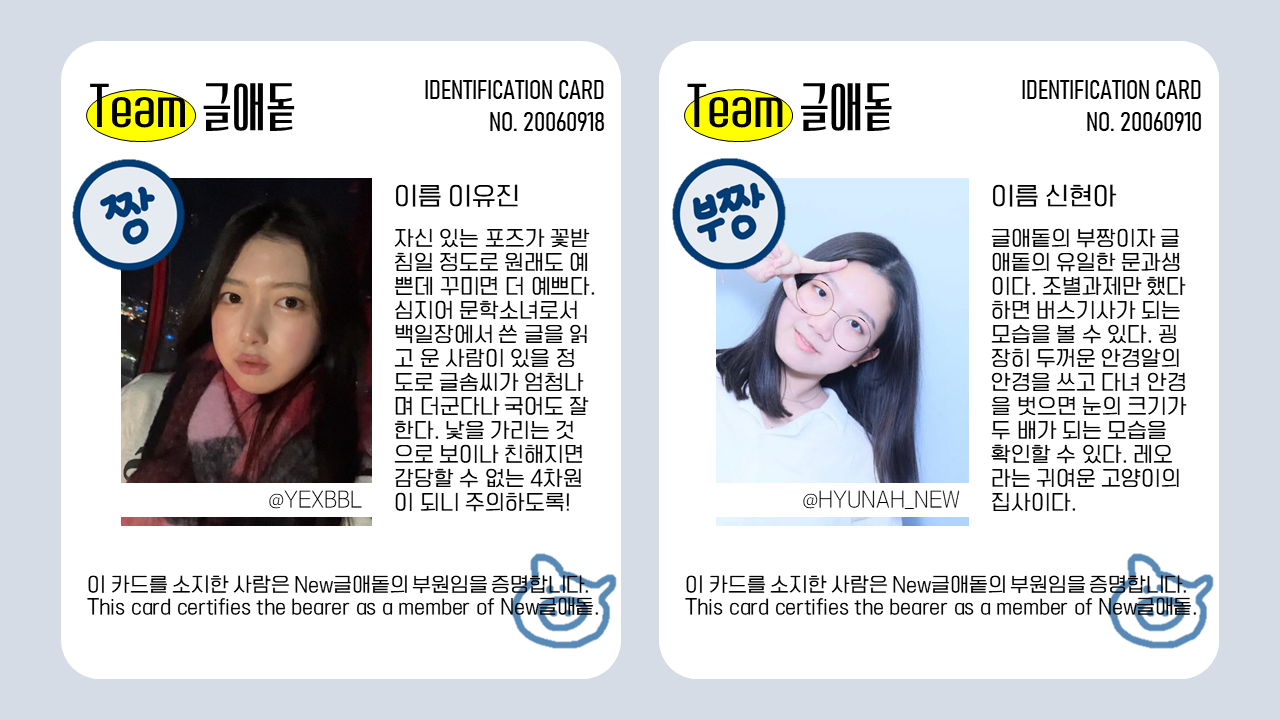 Team 글애돝
IDENTIFICATION CARD
NO. 20060918
짱
이름 이유진
자신 있는 포즈가 꽃받
침일 정도로 원래도 예
쁜데 꾸미면 더 예쁘다.
심지어 문학소녀로서
백일장에서 쓴 글을 읽
고 운 사람이 있을 정
도로 글솜씨가 엄청나
며 더군다나 국어도 잘
한다. 낯을 가리는 것
으로 보이나 친해지면
감당할 수 없는 4차원
이 되니 주의하도록!
@YEXBBL
이 카드를 소지한 사람은 New글애돝의 부원임을 증명합니다.
This card certifies the bearer as a member of New글애돝.
Team 글애돝
IDENTIFICATION CARD
NO. 20060910
부짱
이름 신현아
글애돝의 부짱이자 글
애돝의 유일한 문과생
이다. 조별과제만 했다
하면 버스기사가 되는
모습을 볼 수 있다. 굉
장히 두꺼운 안경알의
안경을 쓰고 다녀 안경
을 벗으면 눈의 크기가
두 배가 되는 모습을
확인할 수 있다. 레오
라는 귀여운 고양이의
집사이다.
@HYUNAH_NEW
이 카드를 소지한 사람은 New글애돝의 부원임을 증명합니다.
This card certifies the bearer as a member of New글애돝.